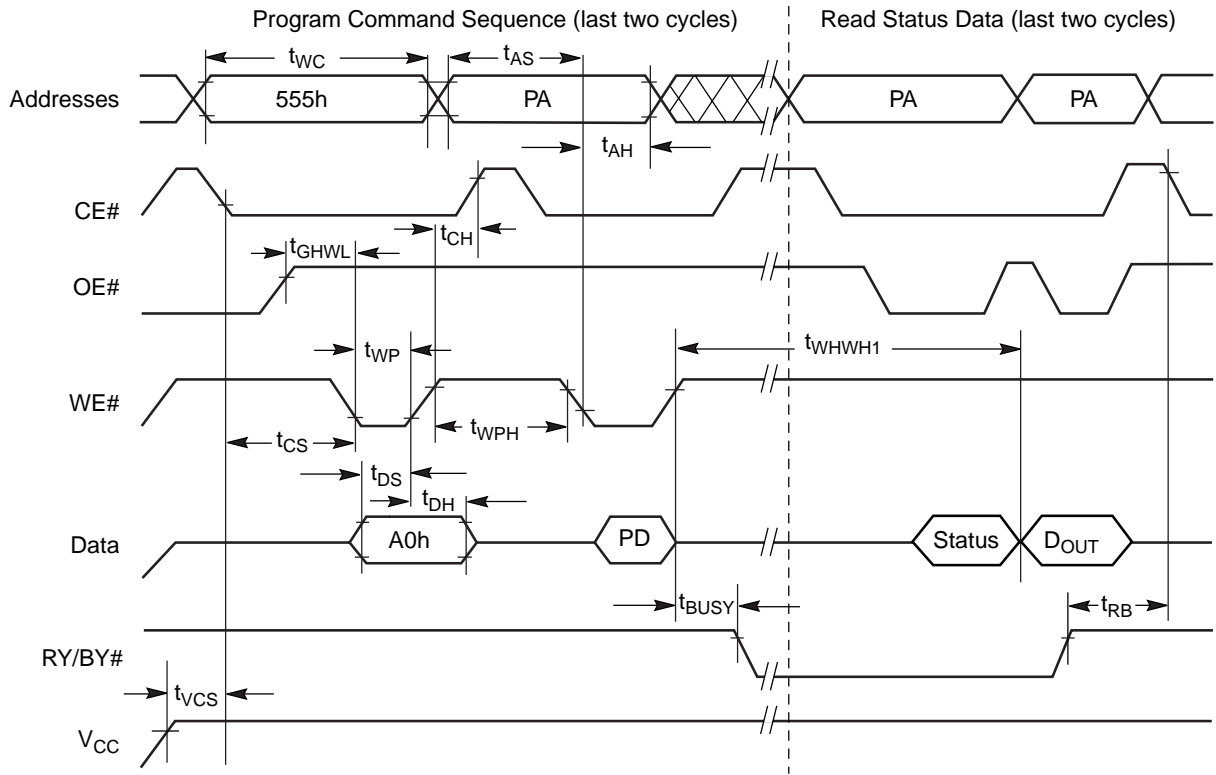 Program Command Sequence (last two cycles)
Read Status Data (last two cycles)
tWC
tAS
Addresses
555h
PA
PA
PA
tAH
CE#
tCH
tGHWL
OE#
tWP
tWHWH1
WE#
tWPH
tCS
tDS
tDH
Data
A0h
PD
Status
DOUT
tBUSY
tRB
RY/BY#
tVCS
VCC